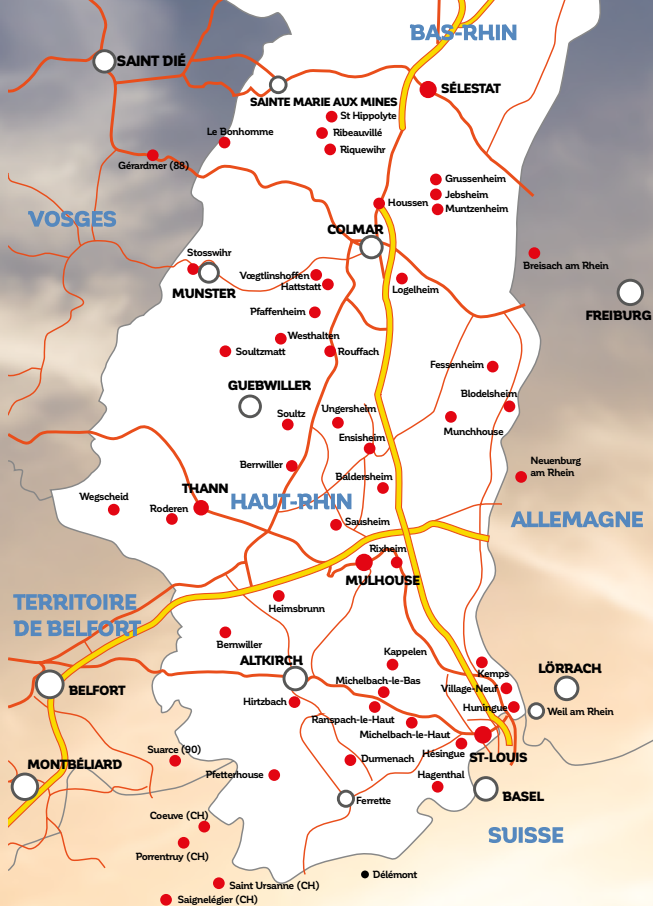 BAS-RHIN
SAINT DIÉ
SÉLESTAT
SAINTE MARIE AUX MINES
St Hippolyte
Le Bonhomme
Ribeauvillé
Riquewihr
Gérardmer (88)
Grussenheim
Jebsheim
Houssen
Muntzenheim
VOSGES
COLMAR
Stosswihr
Breisach am Rhein
Vœgtlinshoffen
Hattstatt
MUNSTER
Logelheim
FREIBURG
Pfaffenheim
Westhalten
Soultzmatt
Rouffach
Fessenheim
GUEBWILLER
Blodelsheim
Ungersheim
Soultz
Munchhouse
Ensisheim
Berrwiller
Neuenburg
am Rhein
Baldersheim
THANN
Wegscheid
HAUT-RHIN
Roderen
ALLEMAGNE
Sausheim
Rixheim
MULHOUSE
TERRITOIRE
DE BELFORT
Heimsbrunn
Bernwiller
Kappelen
ALTKIRCH
LÖRRACH
Kemps
Michelbach-le-Bas
BELFORT
Village-Neuf
Hirtzbach
Huningue
Weil am Rhein
Ranspach-le-Haut
Michelbach-le-Haut
Suarce (90)
Hésingue
ST-LOUIS
MONTBÉLIARD
Durmenach
Pfetterhouse
Hagenthal
BASEL
Ferrette
Coeuve (CH)
SUISSE
Porrentruy (CH)
Délémont
Saint Ursanne (CH)
Saignelégier (CH)